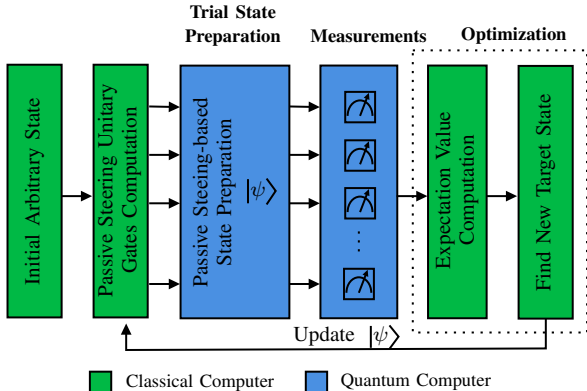 Trial State
Preparation
Measurements
Optimization
Initial Arbitrary State
Passive Steering Unitary
Gates Computation
Passive Steeing-based
State Preparation
|ψ⟩
Expectation Value
Computation
Find New Target State
Update |ψ⟩
Classical Computer
Quantum Computer